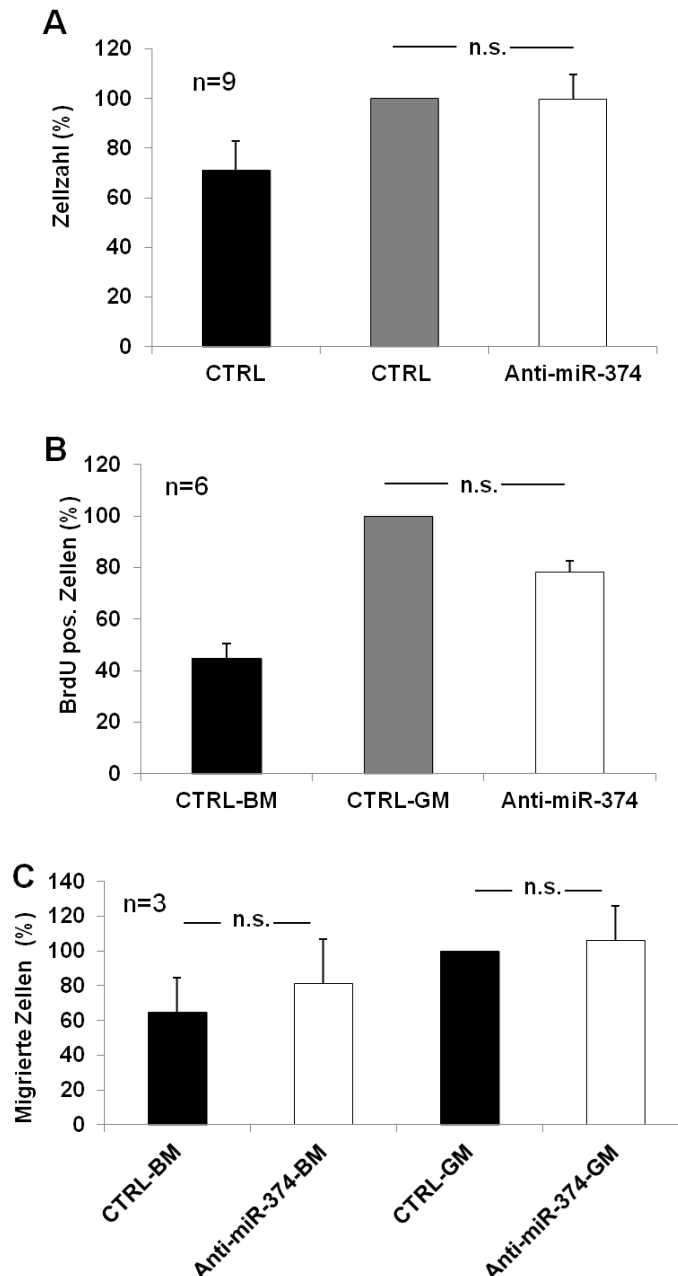 A
120
n.s.
100
n=9
80
60
40
20
0
Zellzahl (%)
CTRL CTRL Anti-miR-374
B
120
n=6
n.s.
100
80
60
40
20
0
BrdU pos. Zellen (%)
CTRL-BM CTRL-GM Anti-miR-374
C
140
n=3
n.s.
n.s.
120
100
80
60
40
20
0
Migrierte Zellen (%)
CTRL-BM
Anti-miR-374-BM
CTRL-GM
Anti-miR-374-GM